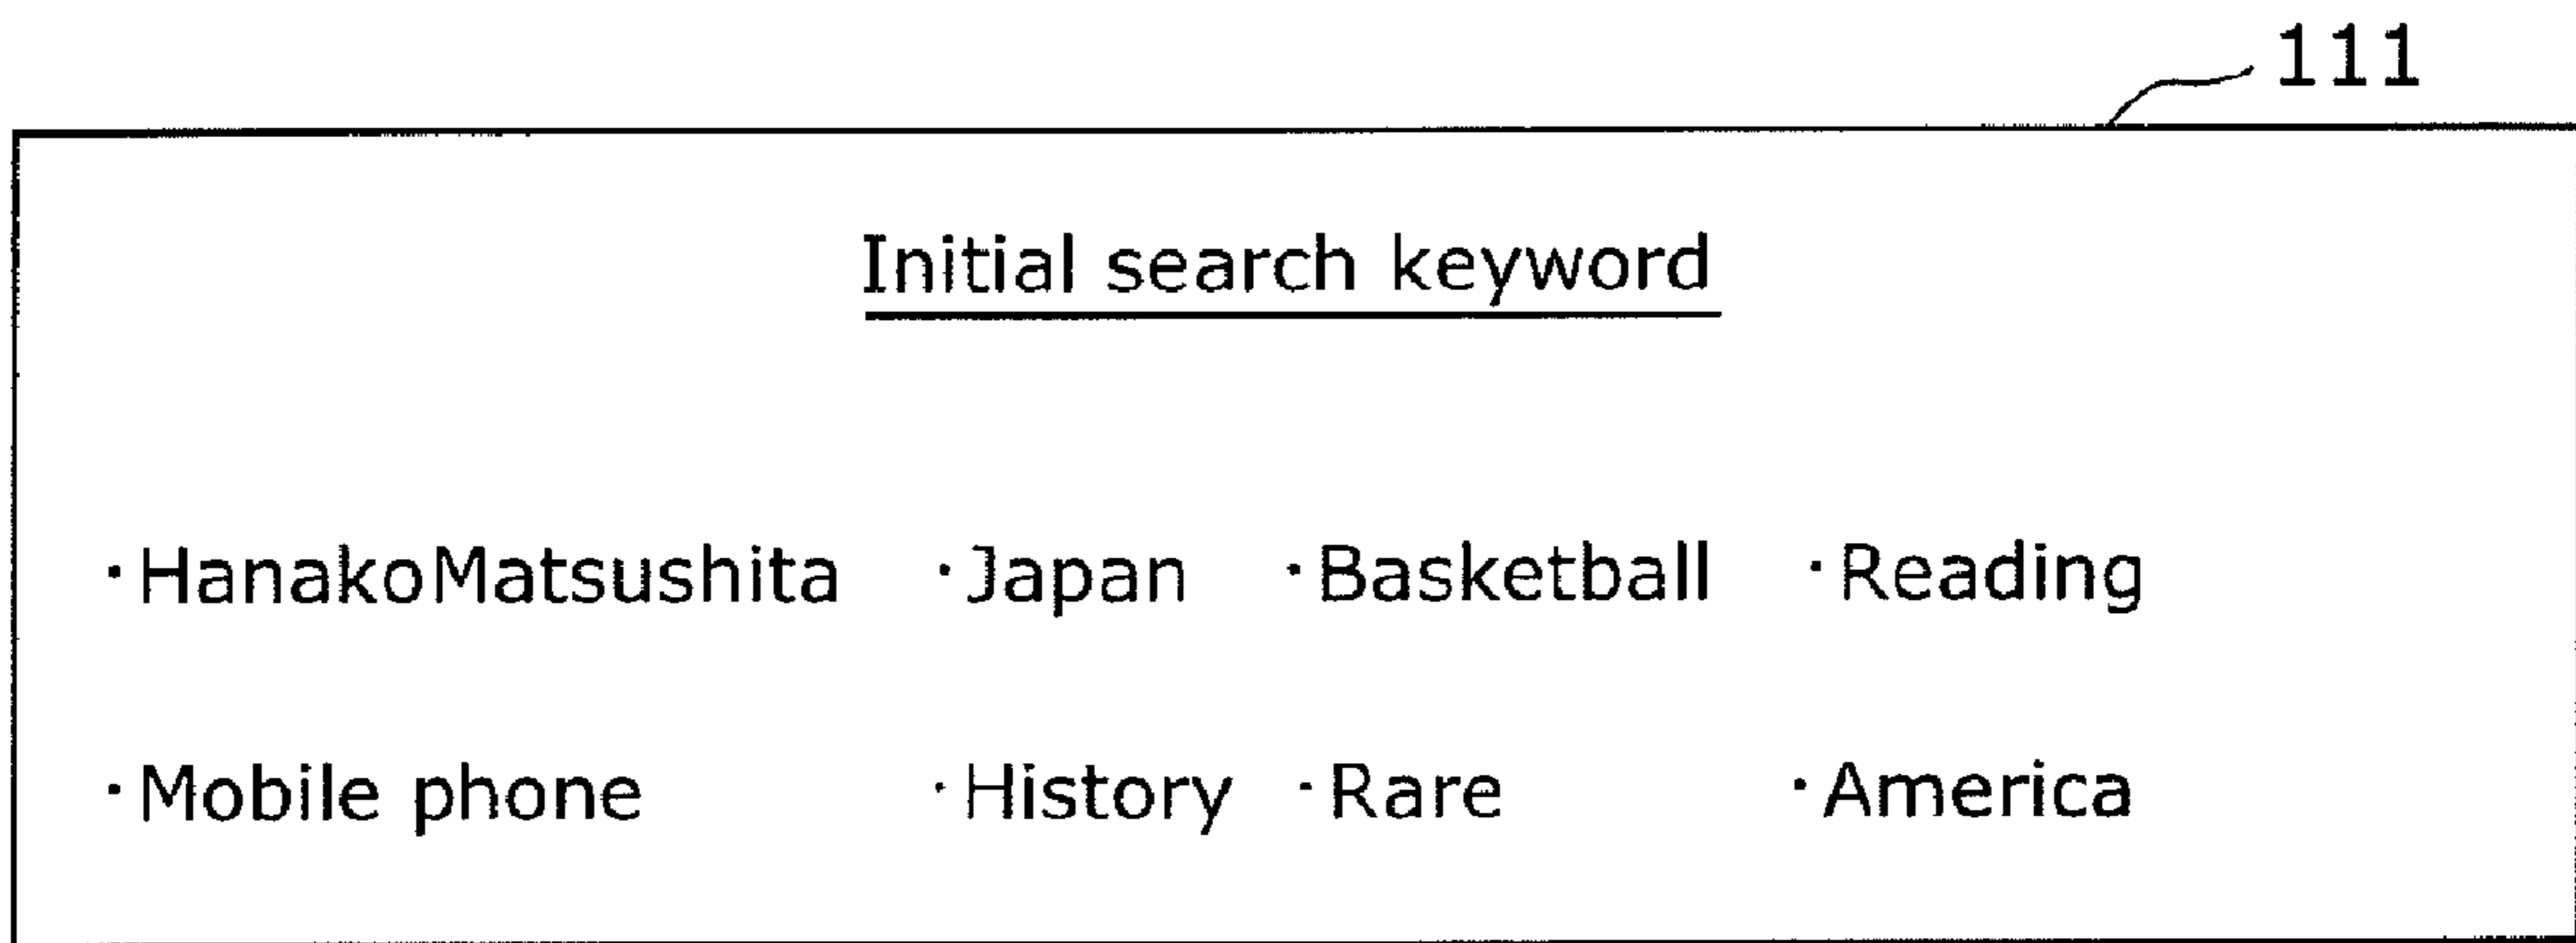 111
Initial search keyword
·HanakoMatsushita ·Japan ·Basketball ·Reading
·Mobile phone ·History ·Rare ·America